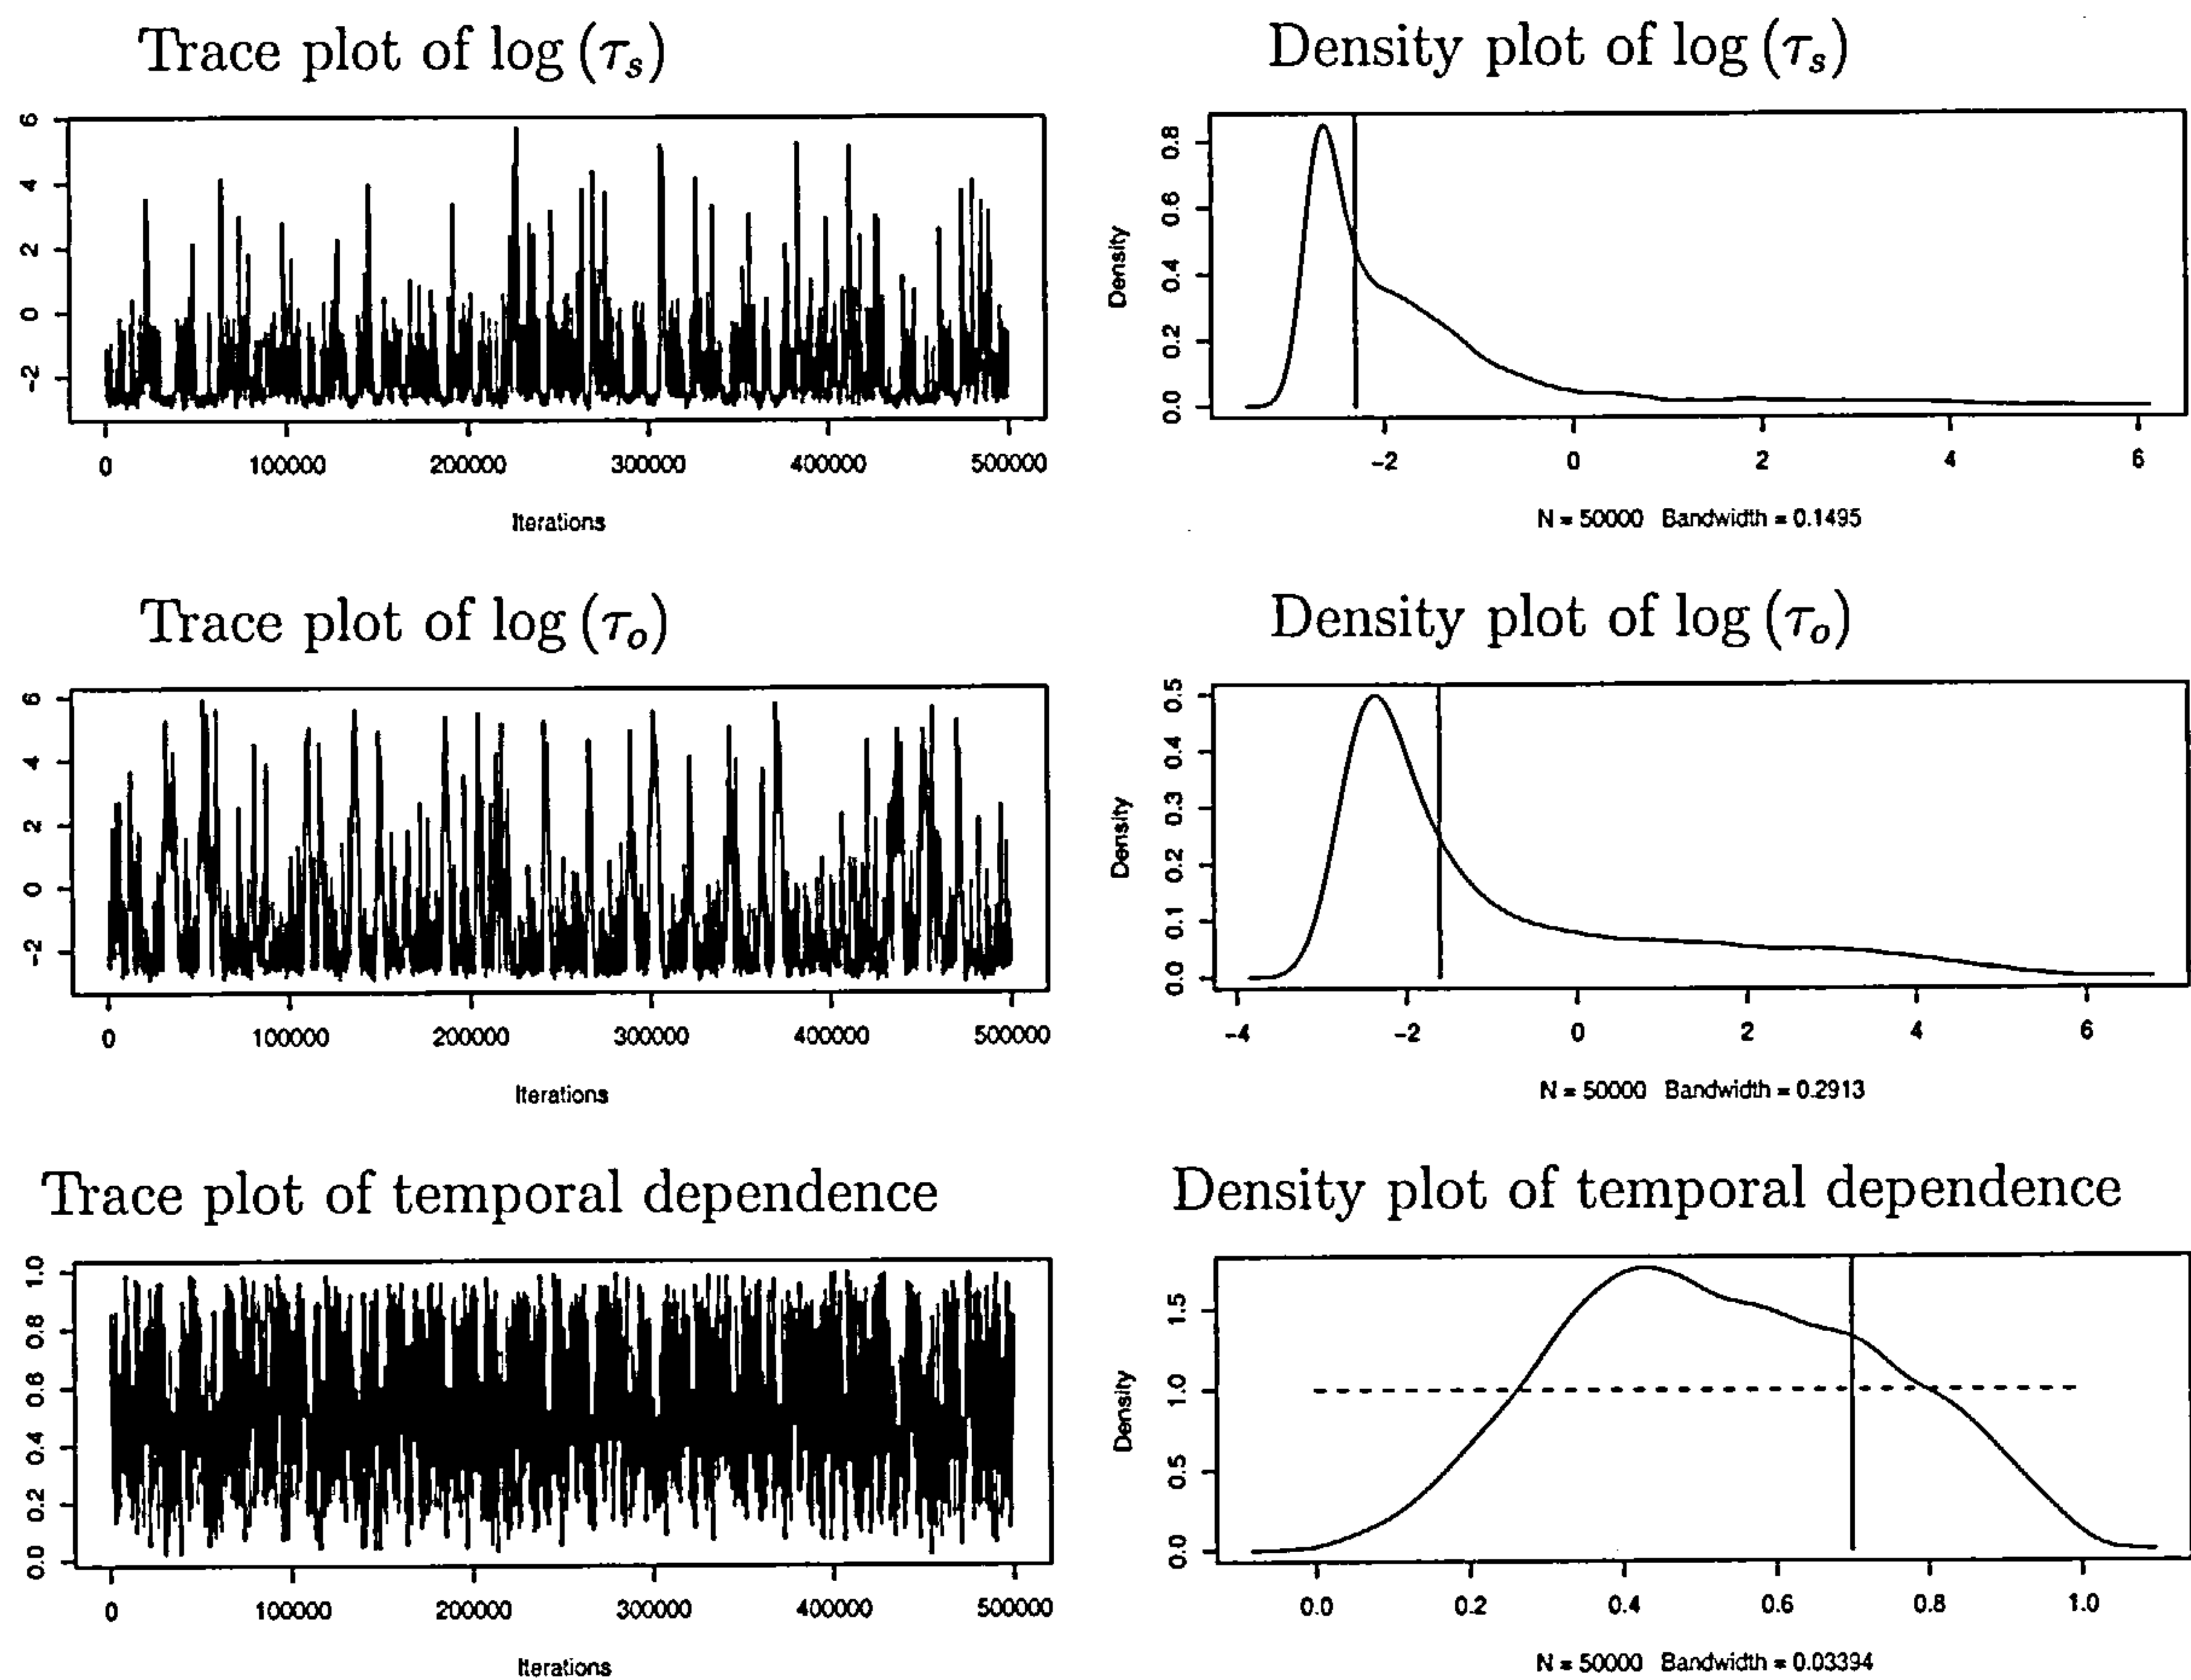 Trace plot of log (τₛ)
Density plot of log (τₛ)
6
4
2
0
−2
0 100000 200000 300000 400000 500000
Iterations
Density
0.8
0.6
0.4
0.2
0.0
−2 0 2 4 6
N = 50000 Bandwidth = 0.1495
Trace plot of log (τₒ)
Density plot of log (τₒ)
6
4
2
0
−2
0 100000 200000 300000 400000 500000
Iterations
Density
0.5
0.4
0.3
0.2
0.1
0.0
−4 −2 0 2 4 6
N = 50000 Bandwidth = 0.2913
Trace plot of temporal dependence
Density plot of temporal dependence
1.0
0.8
0.6
0.4
0.2
0.0
0 100000 200000 300000 400000 500000
Iterations
Density
1.5
1.0
0.5
0.0
0.0 0.2 0.4 0.6 0.8 1.0
N = 50000 Bandwidth = 0.03394